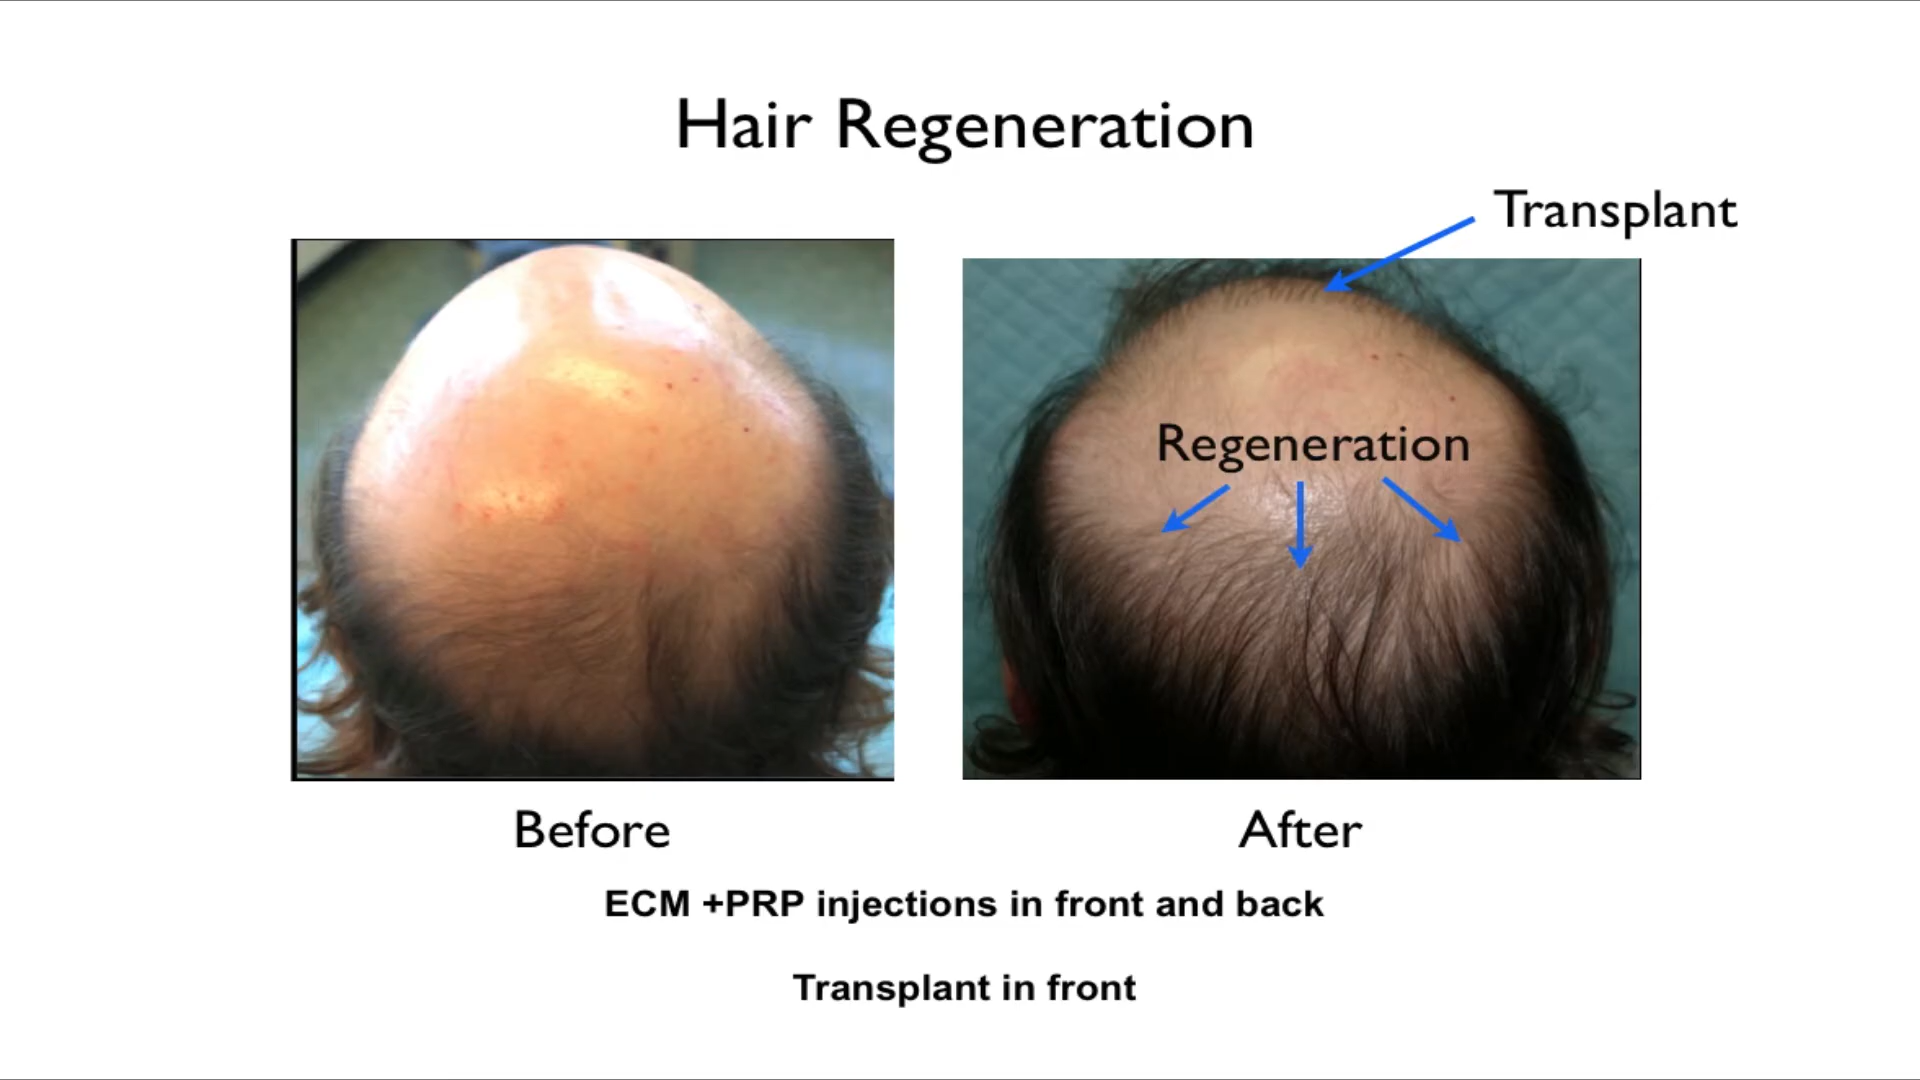 Hair Regeneration
Transplant
Regeneration
Before
After
ECM +PRP injections in front and back
Transplant in front